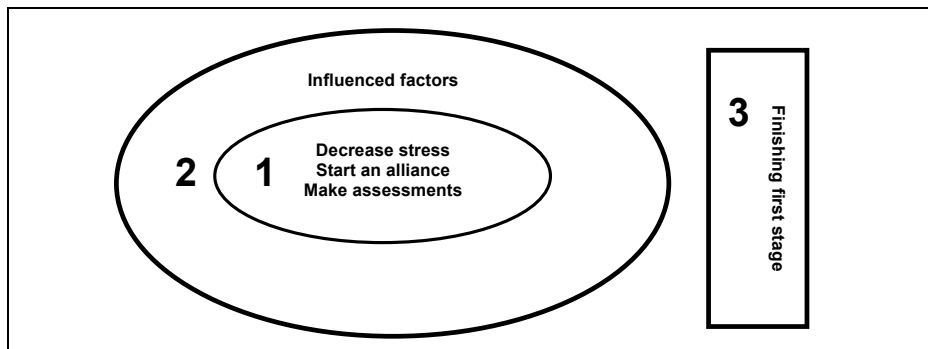 Influenced factors
2
1
Decrease stress
Start an alliance
Make assessments
3
Finishing first stage